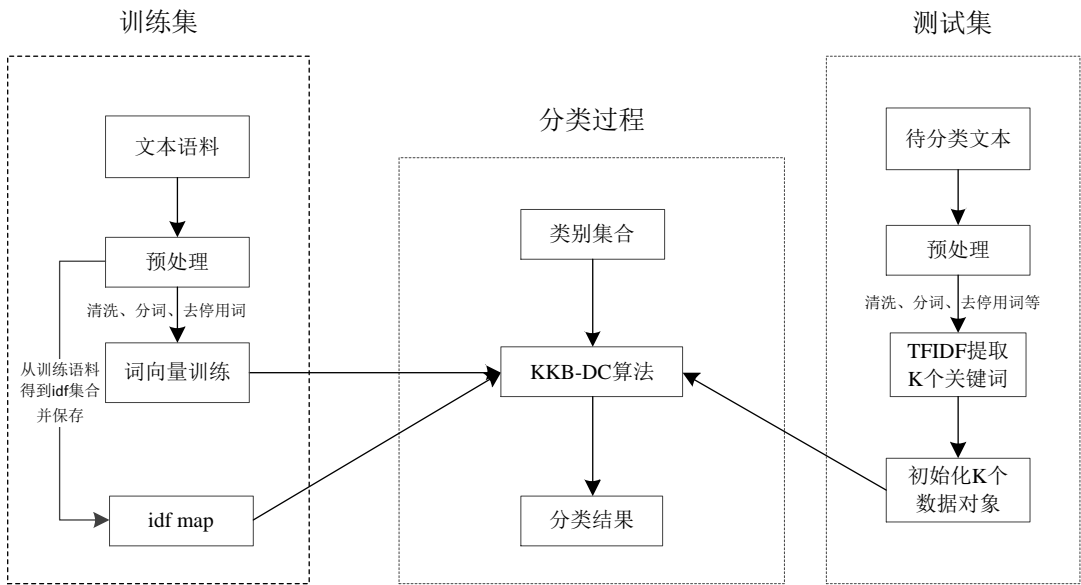 训练集
文本语料
预处理
清洗、分词、去停用词
从训练语料
得到idf集合
并保存
词向量训练
idf map
分类过程
类别集合
KKB-DC算法
分类结果
测试集
待分类文本
预处理
清洗、分词、去停用词等
TFIDF提取
K个关键词
初始化K个
数据对象